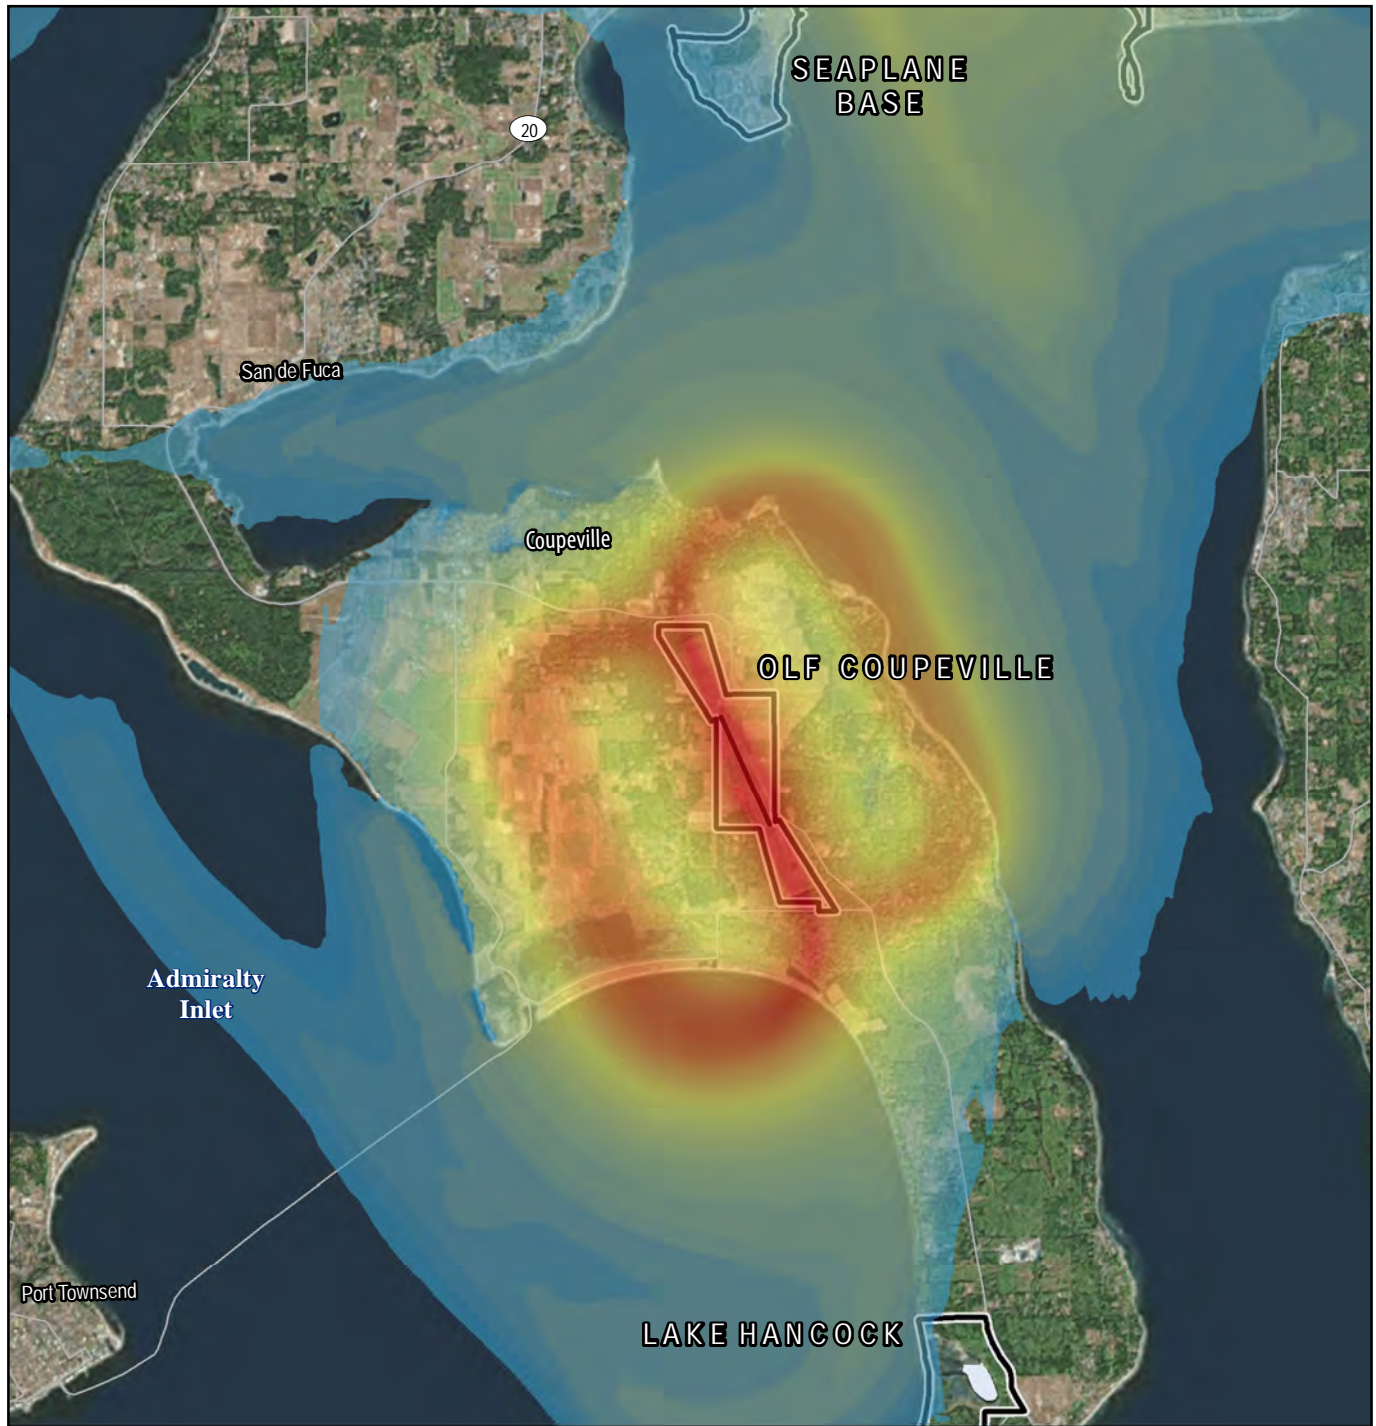 SEAPLANE
BASE
20
San de Fuca
Coupeville
OLF COUPEVILLE
Admiralty
Inlet
Port Townsend
LAKE HANCOCK